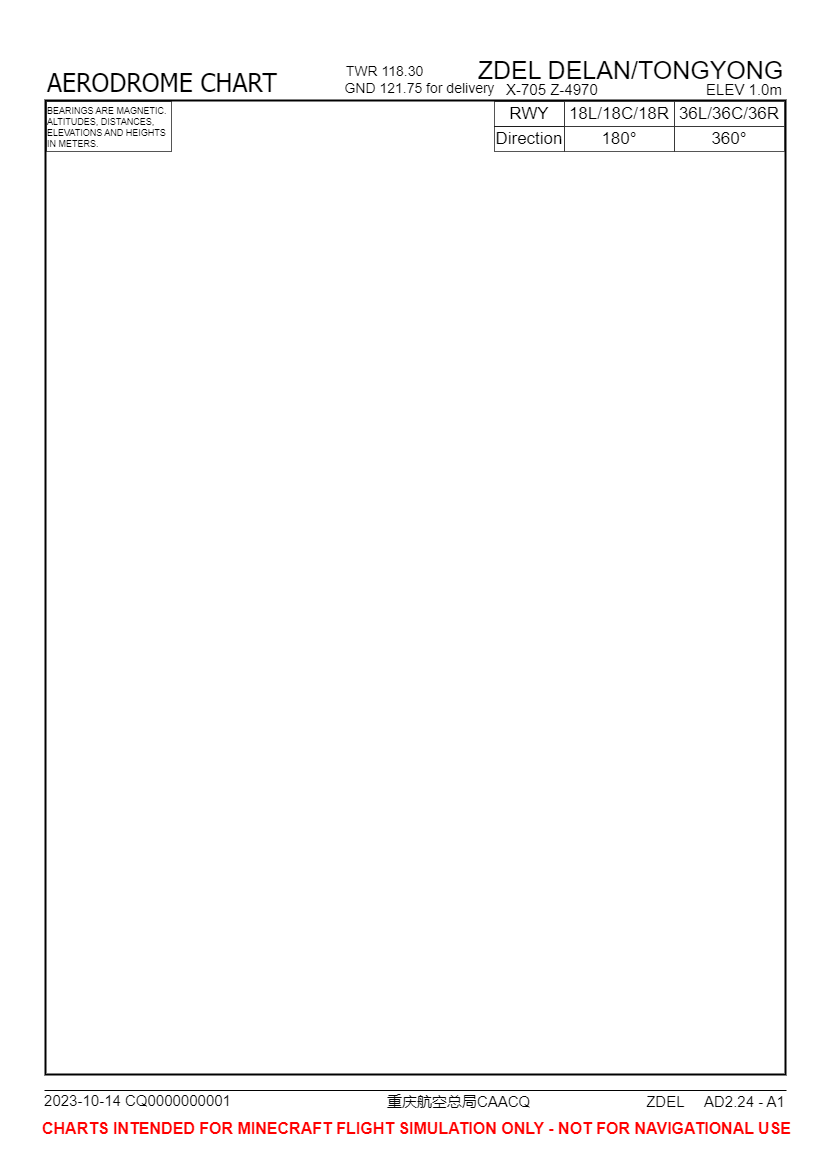 AERODROME CHART
TWR 118.30
GND 121.75 for delivery
ZDEL DELAN/TONGYONG
X-705 Z-4970
ELEV 1.0m
BEARINGS ARE MAGNETIC.
ALTITUDES, DISTANCES,
ELEVATIONS AND HEIGHTS
IN METERS.
RWY 18L/18C/18R 36L/36C/36R
Direction 180° 360°
2023-10-14 CQ0000000001
重庆航空总局CAACQ
ZDEL AD2.24 - A1
CHARTS INTENDED FOR MINECRAFT FLIGHT SIMULATION ONLY - NOT FOR NAVIGATIONAL USE